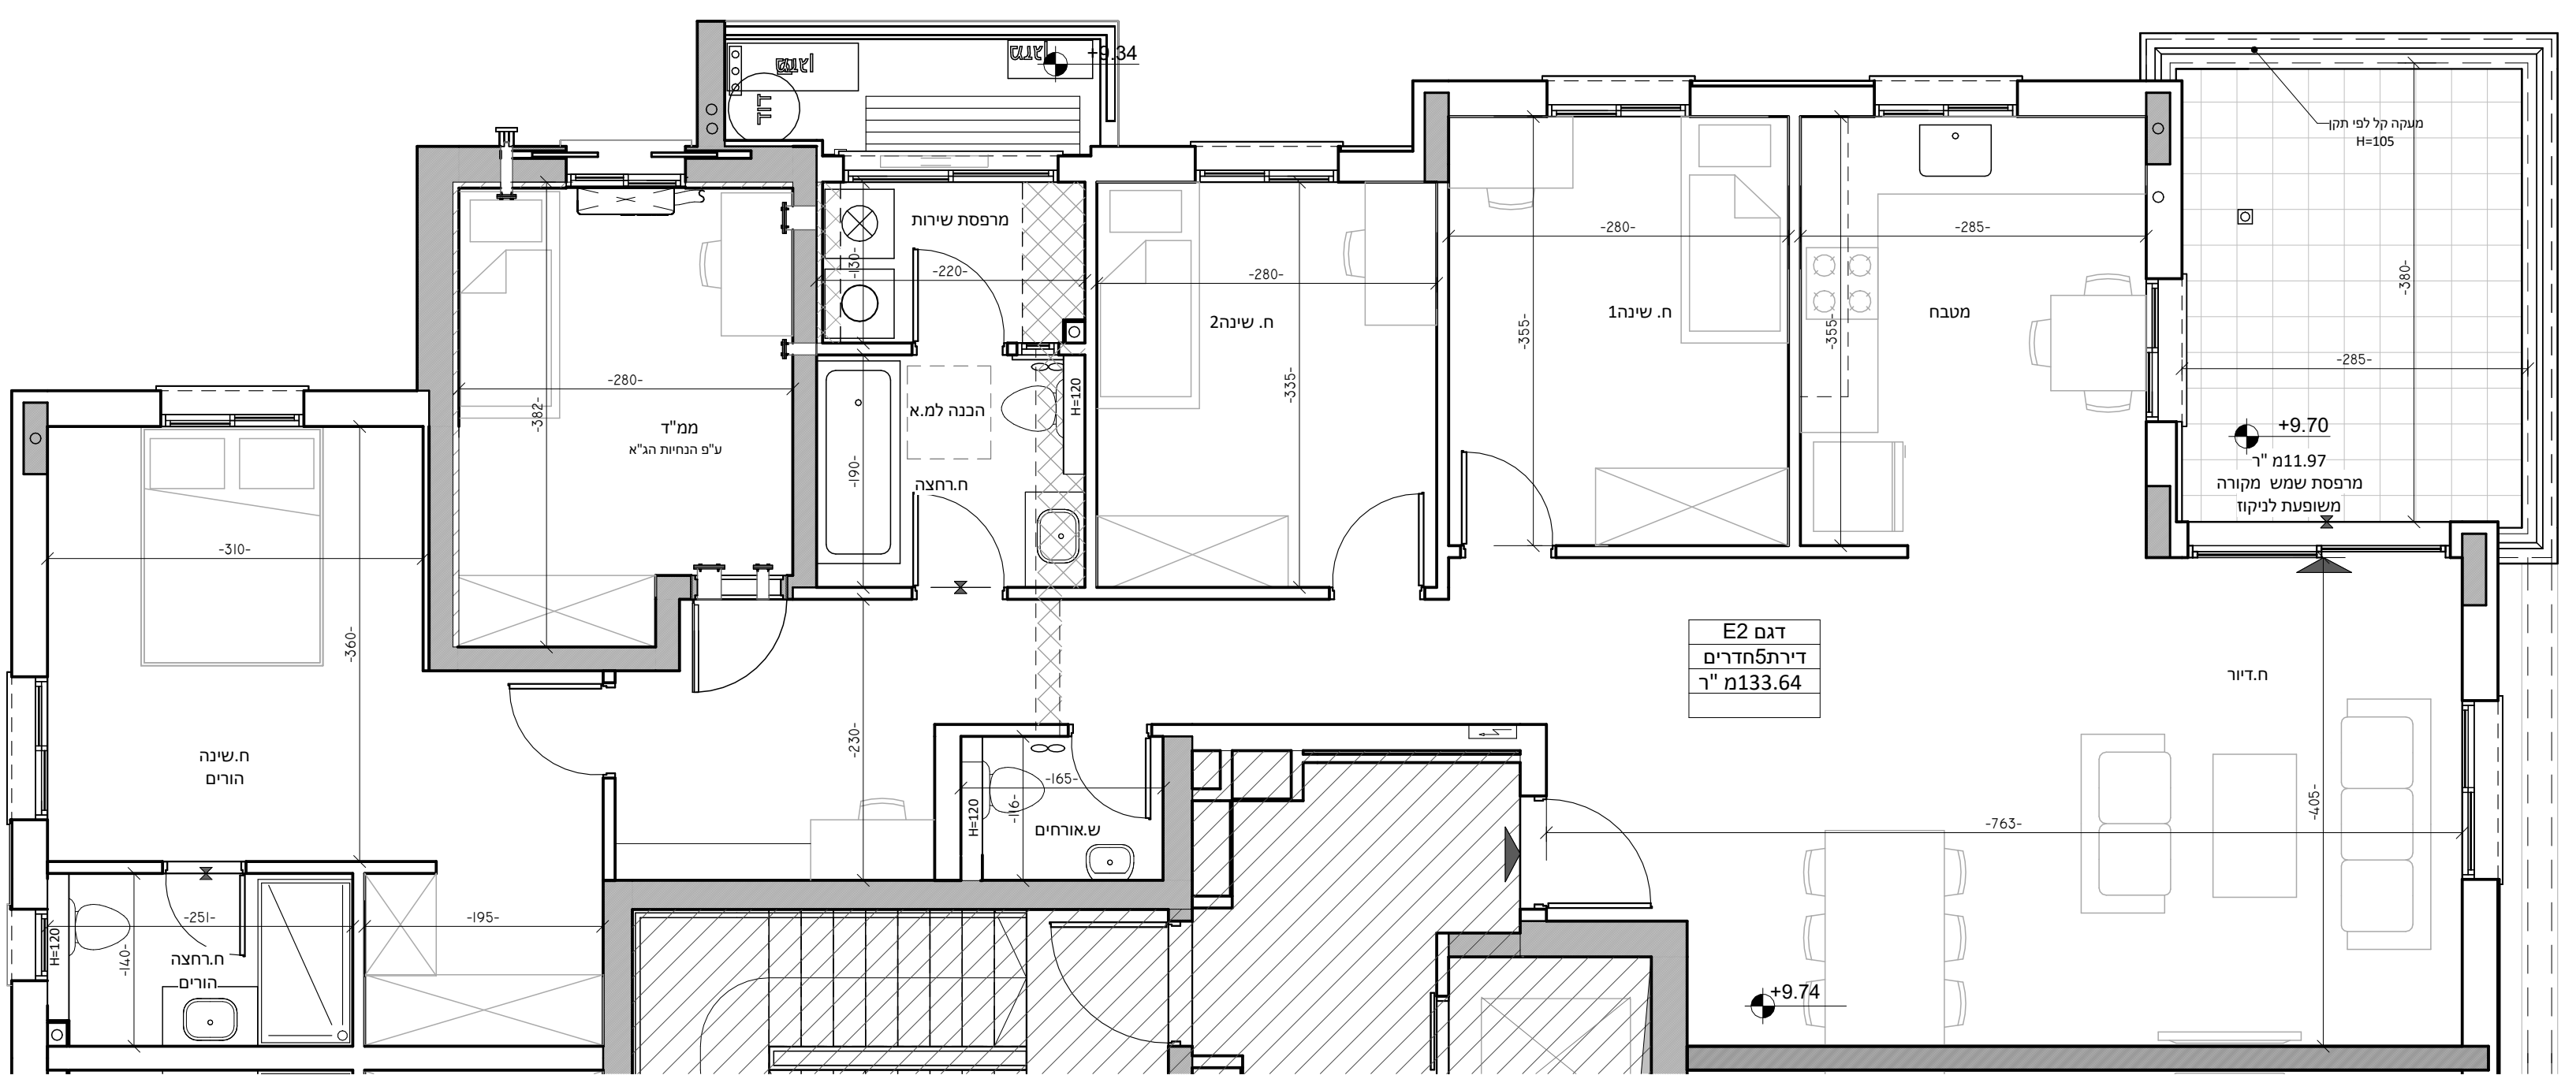 מזגן
מזגן
+9.34
דוד
מעקה קל לפי תקן
H=105
מרפסת שירות
-130-
-220-
-280-
-280-
-285-
-380-
ח. שינה1
ח. שינה2
מטבח
-355-
-355-
-335-
-285-
-280-
-382-
ממ"ד
ע"פ הנחיות הג"א
הכנה למ.א
H=120
-190-
ח.רחצה
+9.70
11.97מ"ר
מרפסת שמש מקורה
משופעת לניקוז
-310-
-360-
דגם E2
דירת5חדרים
133.64מ"ר
ח.דיור
ח.שינה
הורים
-230-
-165-
-116-
H=120
ש.אורחים
-405-
-763-
-251-
-195-
H=120
-140-
ח.רחצה
הורים
+9.74